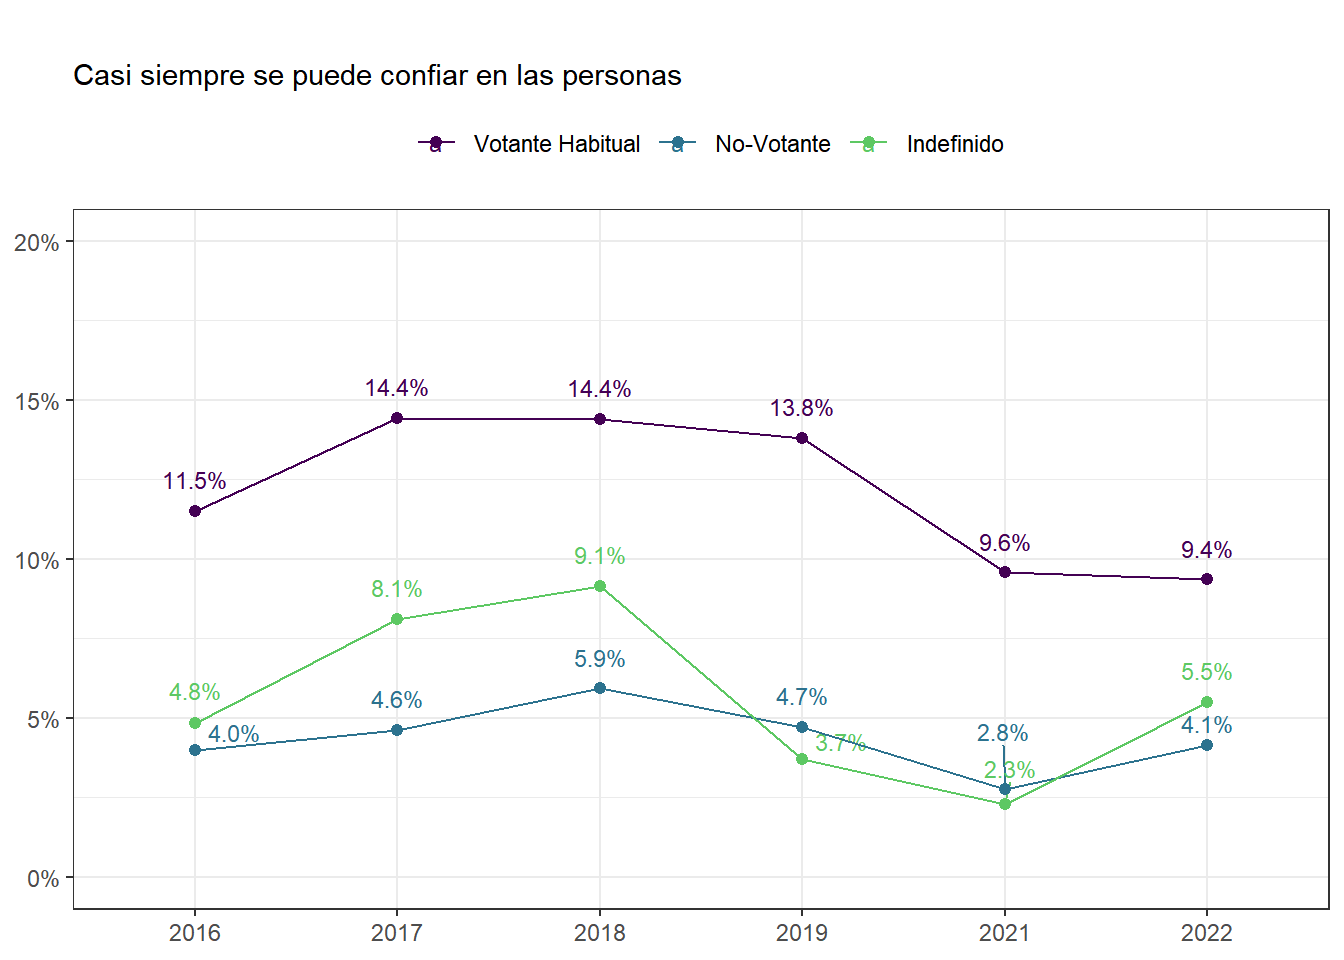 Casi siempre se puede confiar en las personas
a Votante Habitual a No-Votante a Indefinido
20%
15%
10%
5%
0%
11.5% 14.4% 14.4% 13.8% 9.6% 9.4%
4.8% 8.1% 9.1% 3.7% 2.3% 5.5%
4.0% 4.6% 5.9% 4.7% 2.8% 4.1%
2016 2017 2018 2019 2021 2022